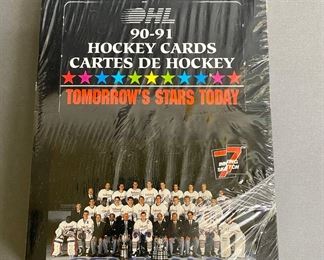 OHL
90-91
HOCKEY CARDS
CARTES DE HOCKEY
TOMORROW'S STARS TODAY
7